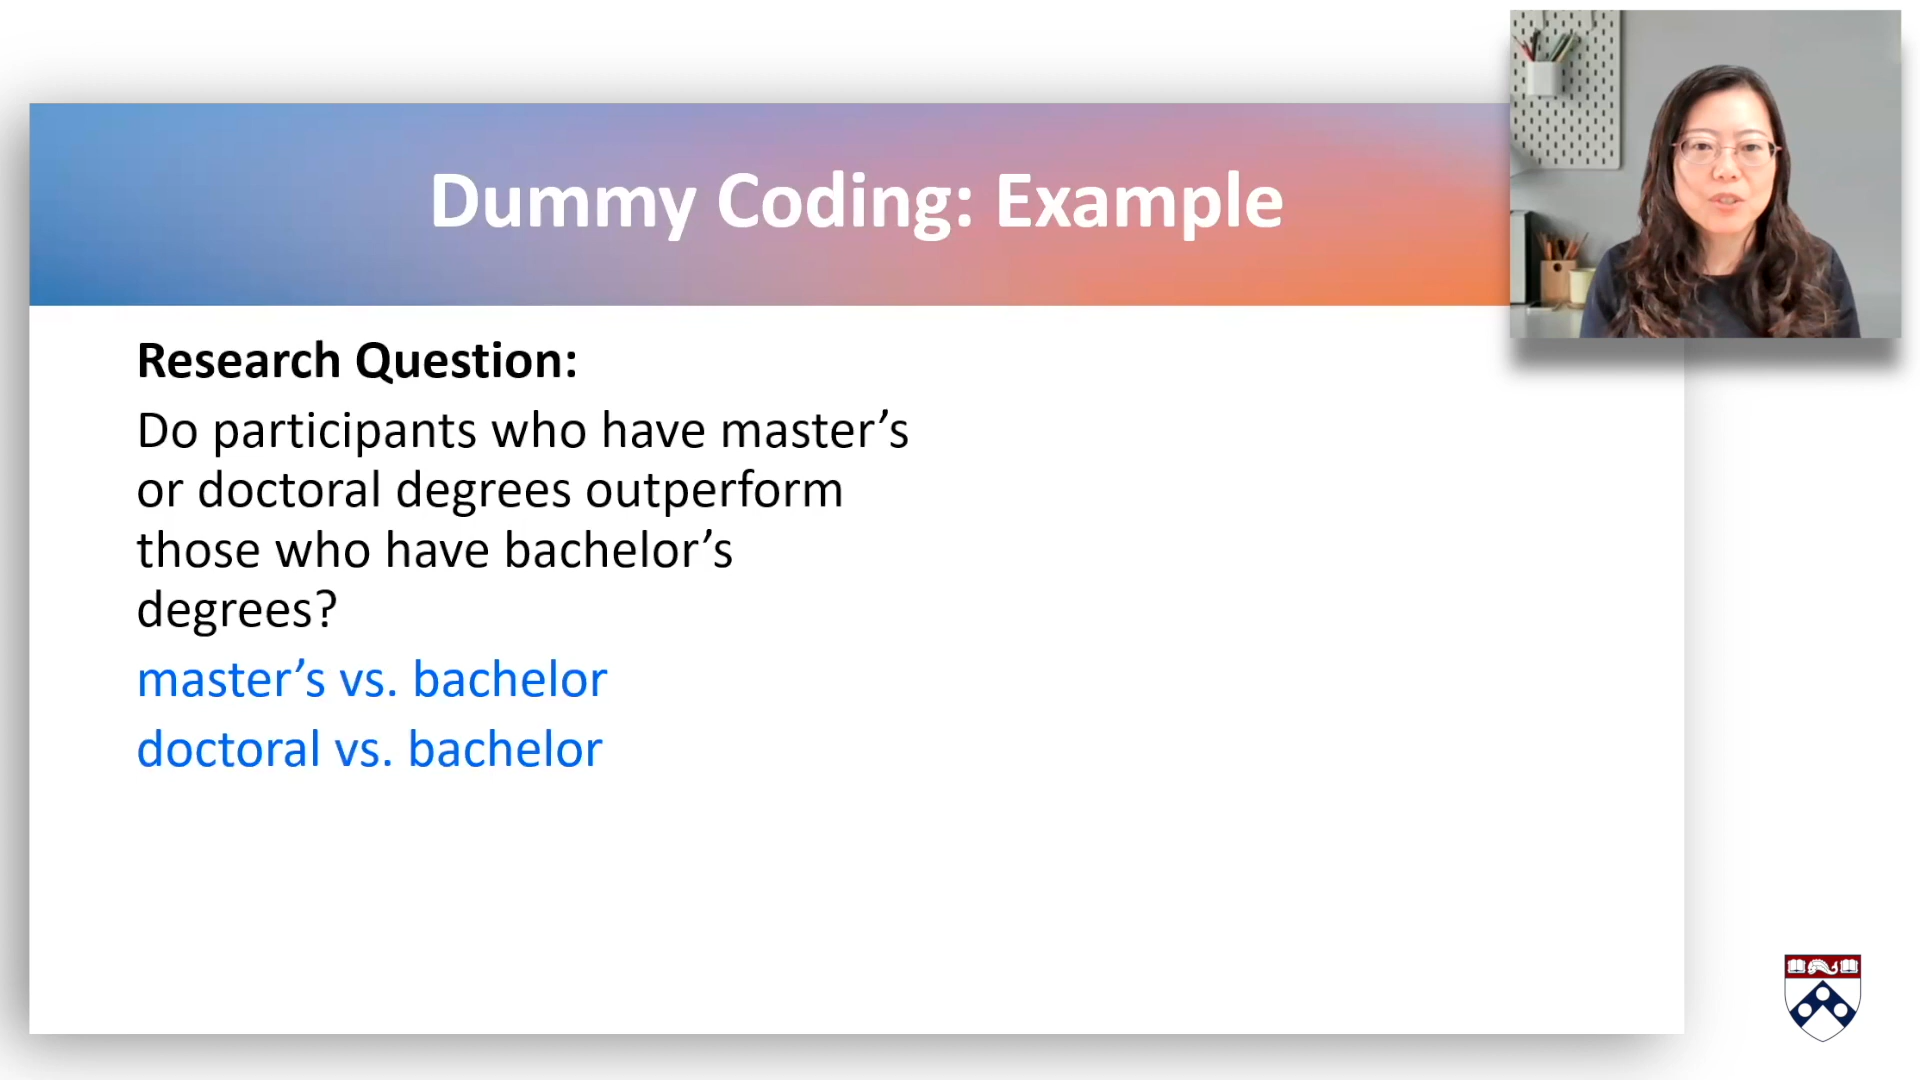 Dummy Coding: Example
Research Question:
Do participants who have master’s
or doctoral degrees outperform
those who have bachelor’s
degrees?
master’s vs. bachelor
doctoral vs. bachelor